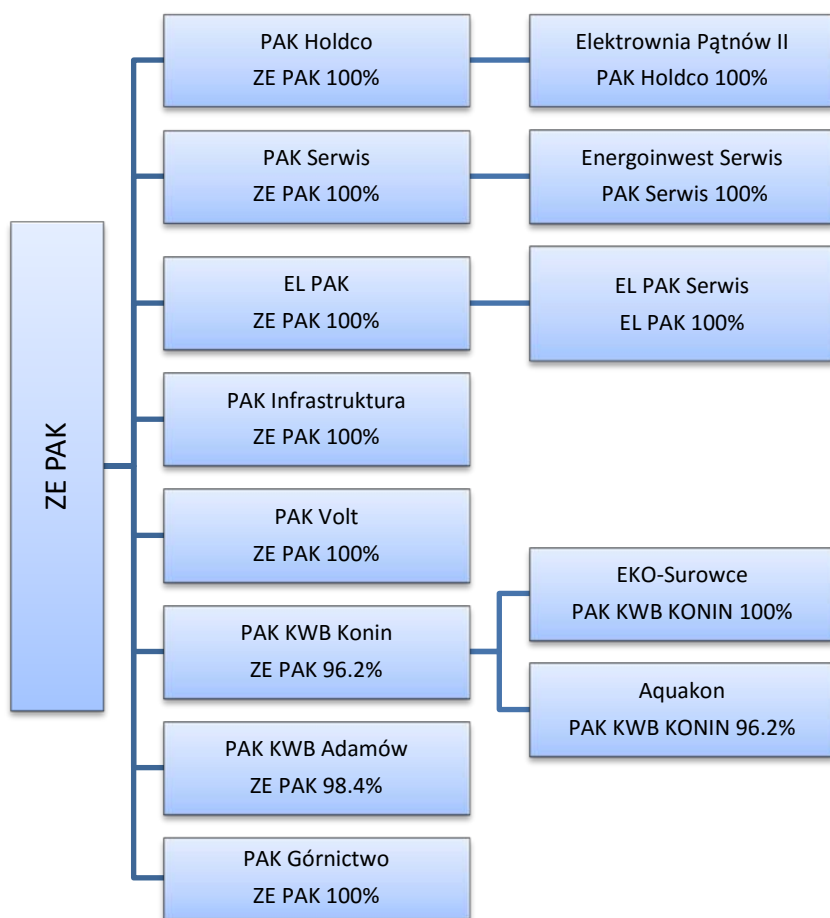 ZE PAK
PAK Holdco
ZE PAK 100%
Elektrownia Pątnów II
PAK Holdco 100%
PAK Serwis
ZE PAK 100%
Energoinwest Serwis
PAK Serwis 100%
EL PAK
ZE PAK 100%
EL PAK Serwis
EL PAK 100%
PAK Infrastruktura
ZE PAK 100%
PAK Volt
ZE PAK 100%
PAK KWB Konin
ZE PAK 96.2%
EKO-Surowce
PAK KWB KONIN 100%
Aquakon
PAK KWB KONIN 96.2%
PAK KWB Adamów
ZE PAK 98.4%
PAK Górnictwo
ZE PAK 100%